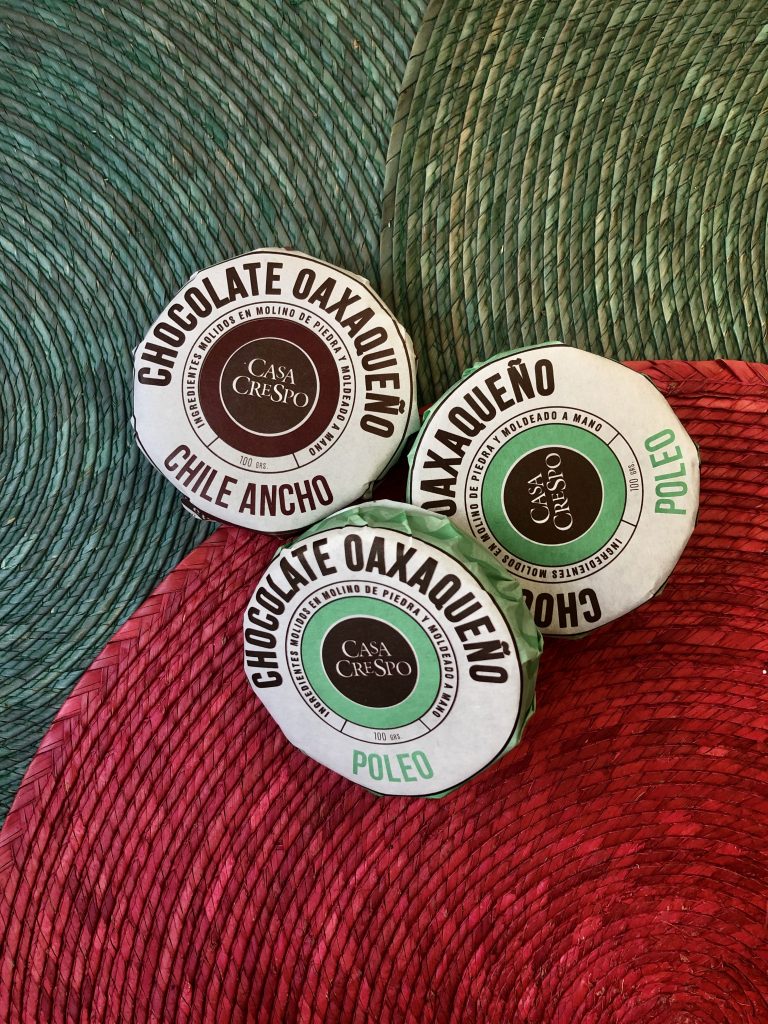 CHOCOLATE OAXAQUEÑO
INGREDIENTES MOLIDOS EN MOLINO DE PIEDRA Y MOLDEADO A MANO
CASA
CRESPO
100 GRS.
CHILE ANCHO
OAXAQUEÑO
INGREDIENTES MOLIDOS EN MOLINO DE PIEDRA Y MOLDEADO A MANO
CASA
CRESPO
100 GRS.
POLEO
CHOCOLATE OAXAQUEÑO
INGREDIENTES MOLIDOS EN MOLINO DE PIEDRA Y MOLDEADO A MANO
CASA
CRESPO
100 GRS.
POLEO